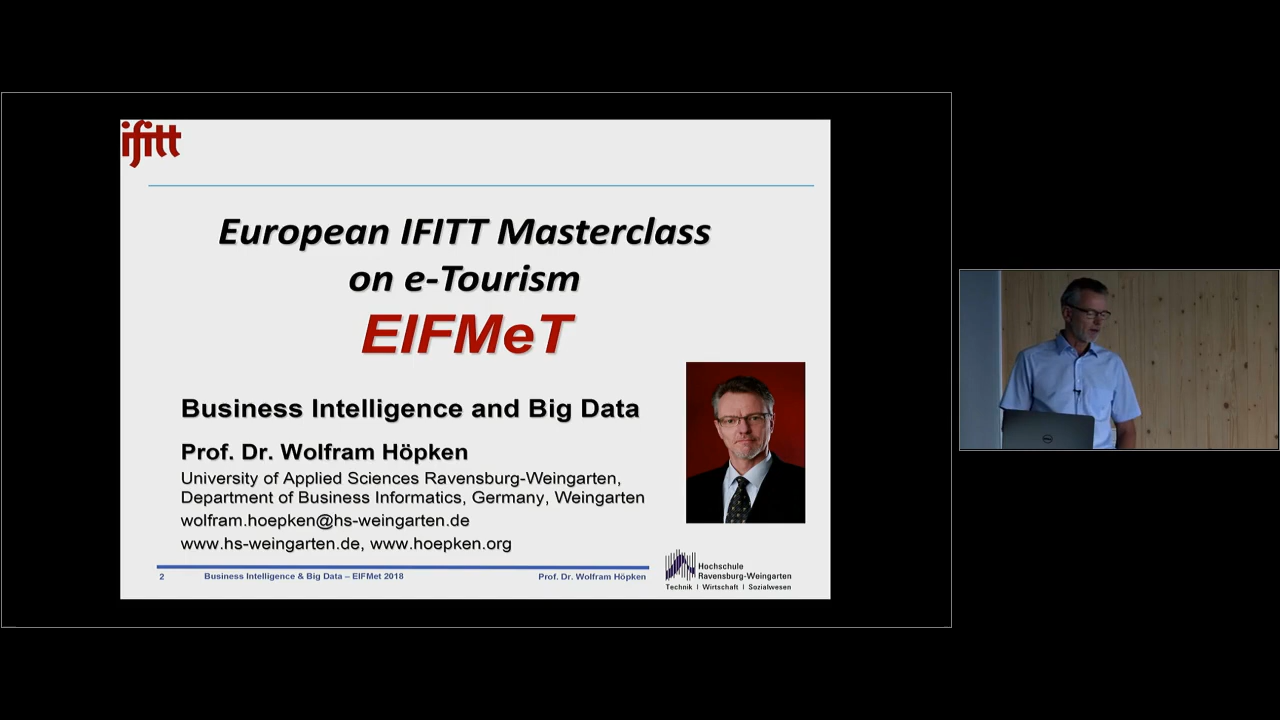 ifitt
European IFITT Masterclass
on e-Tourism
EIFMeT
Business Intelligence and Big Data
Prof. Dr. Wolfram Höpken
University of Applied Sciences Ravensburg-Weingarten,
Department of Business Informatics, Germany, Weingarten
wolfram.hoepken@hs-weingarten.de
www.hs-weingarten.de, www.hoepken.org
2
Business Intelligence & Big Data – EIFMet 2018
Prof. Dr. Wolfram Höpken
Hochschule
Ravensburg-Weingarten
Technik | Wirtschaft | Sozialwesen